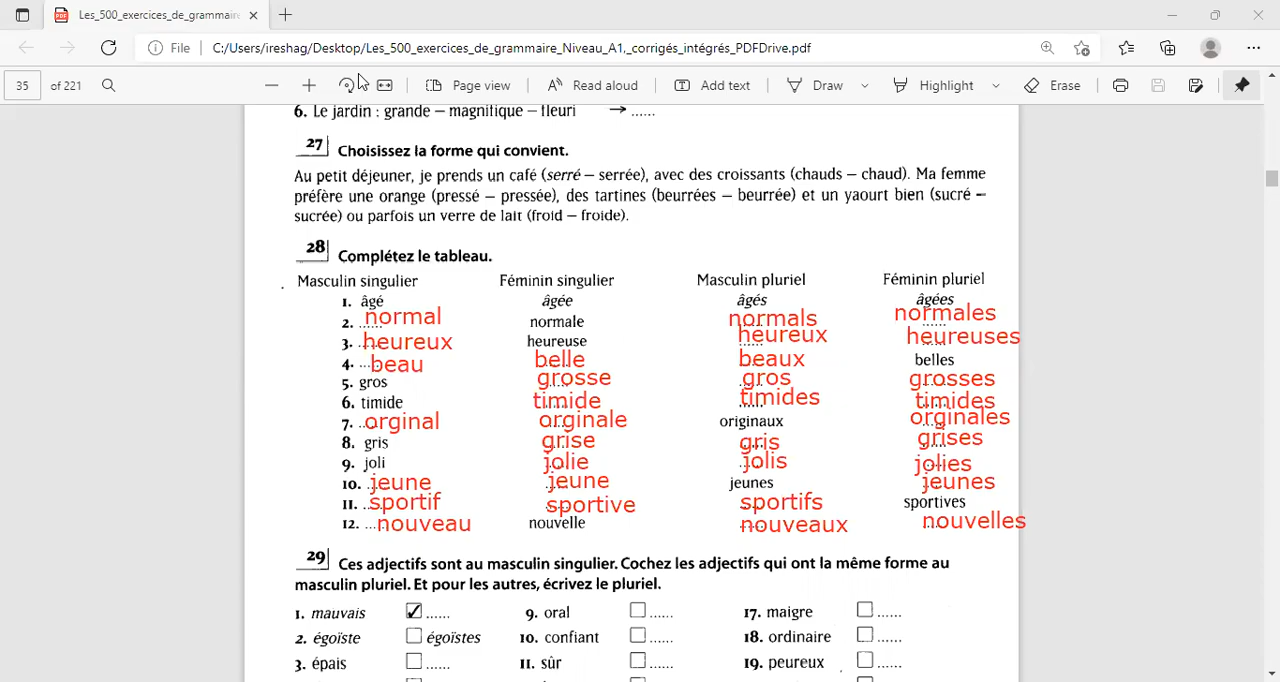 Les_500_exercices_de_grammaire
File C:/Users/ireshag/Desktop/Les_500_exercices_de_grammaire_Niveau_A1,_corrigés_intégrés_PDFDrive.pdf
35 of 221 Page view Read aloud Add text Draw Highlight Erase
6. Le jardin : grande – magnifique – fleuri → ......
27 Choisissez la forme qui convient.
Au petit déjeuner, je prends un café (serré – serrée), avec des croissants (chauds – chaud). Ma femme
préfère une orange (pressé – pressée), des tartines (beurrées – beurrée) et un yaourt bien (sucré –
sucrée) ou parfois un verre de lait (froid – froide).
28 Complétez le tableau.
Masculin singulier Féminin singulier Masculin pluriel Féminin pluriel
1. âgé âgée âgés âgées
2. normal normale normals normales
3. heureux heureuse heureux heureuses
4. beau belle beaux belles
5. gros grosse gros grosses
6. timide timide timides timides
7. orginal orginale originaux orginales
8. gris grise gris grises
9. joli jolie jolis jolies
10. jeune jeune jeunes jeunes
11. sportif sportive sportifs sportives
12. nouveau nouvelle nouveaux nouvelles
29 Ces adjectifs sont au masculin singulier. Cochez les adjectifs qui ont la même forme au
masculin pluriel. Et pour les autres, écrivez le pluriel.
1. mauvais ...... 9. oral ...... 17. maigre ......
2. égoïste égoïstes 10. confiant ...... 18. ordinaire ......
3. épais ...... 11. sûr ...... 19. peureux ......